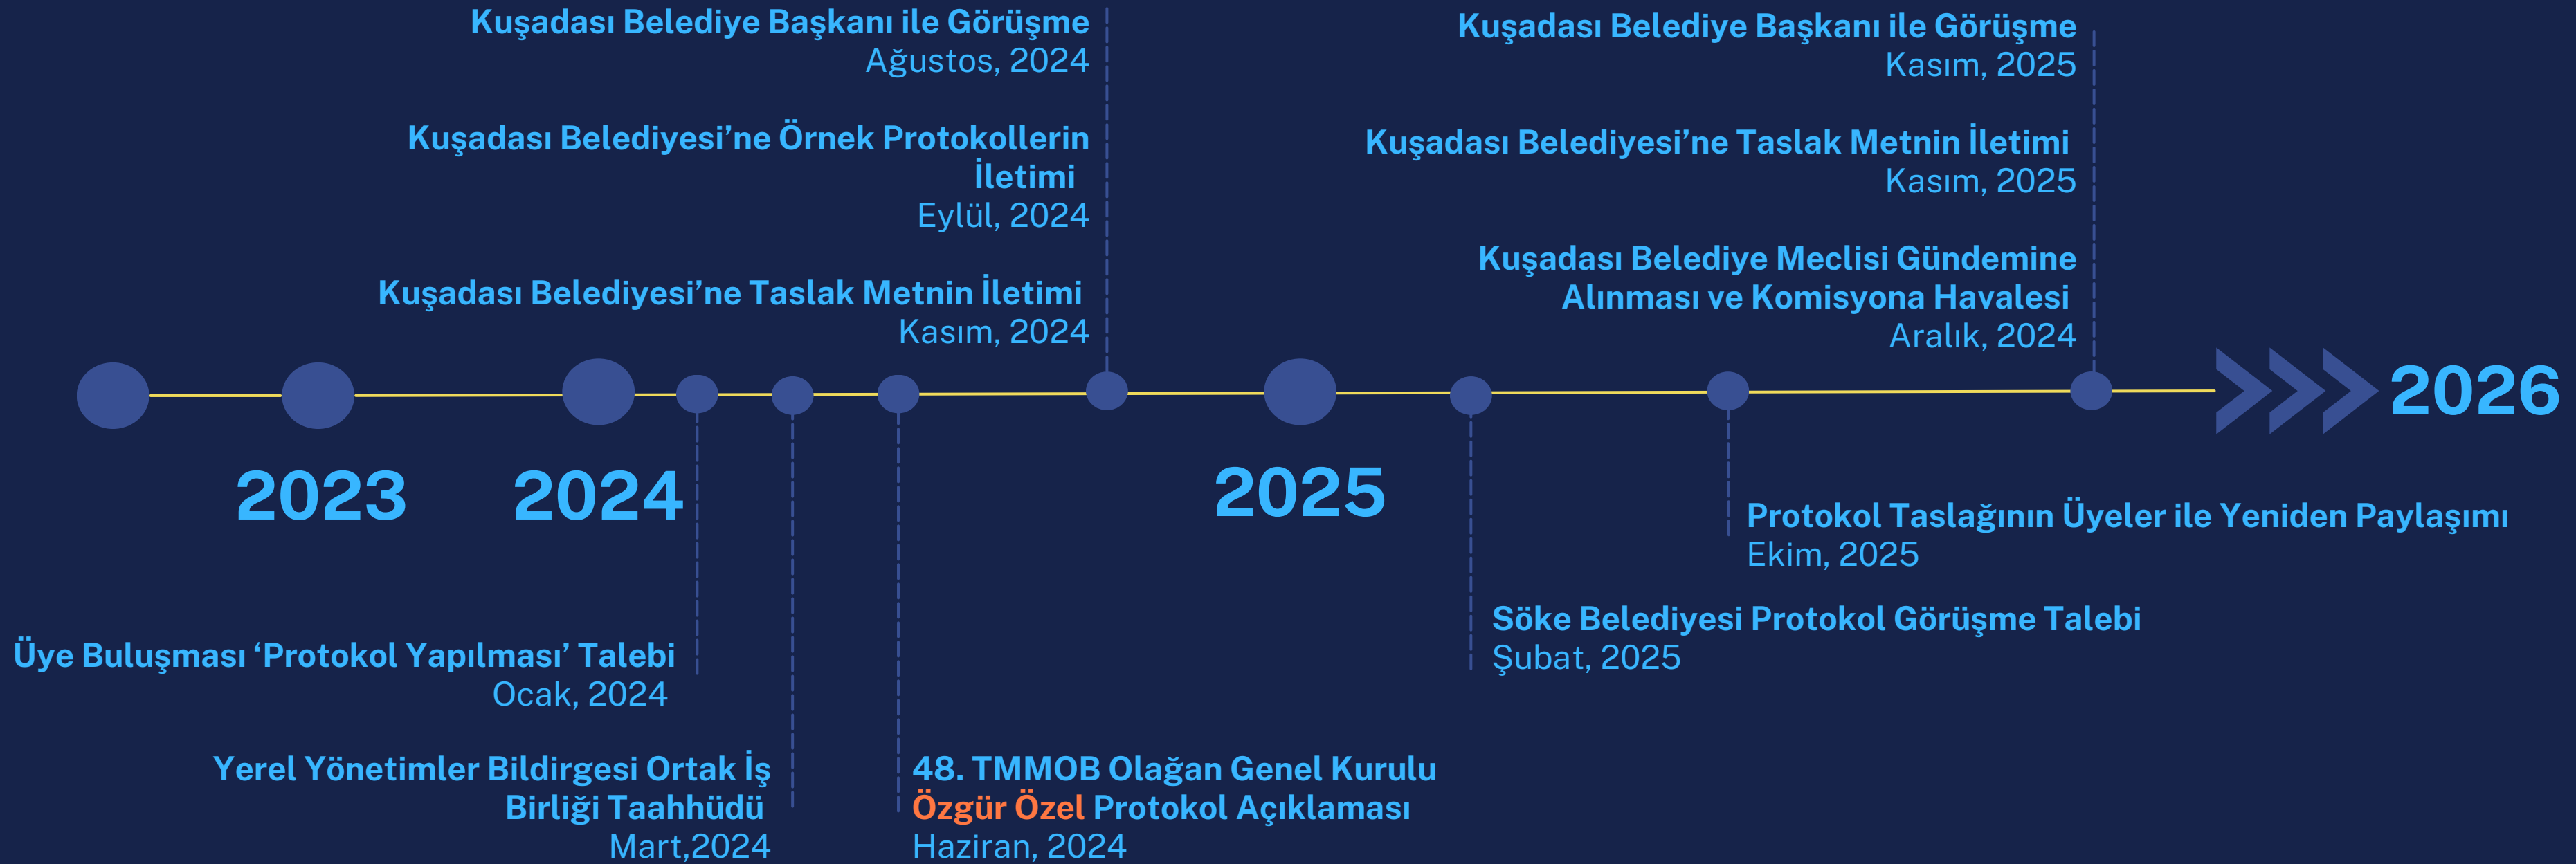 Kuşadası Belediye Başkanı ile Görüşme
Ağustos, 2024
Kuşadası Belediyesi’ne Örnek Protokollerin
İletimi
Eylül, 2024
Kuşadası Belediyesi’ne Taslak Metnin İletimi
Kasım, 2024
Kuşadası Belediye Başkanı ile Görüşme
Kasım, 2025
Kuşadası Belediyesi’ne Taslak Metnin İletimi
Kasım, 2025
Kuşadası Belediye Meclisi Gündemine
Alınması ve Komisyona Havalesi
Aralık, 2024
2026
2023
2024
2025
Protokol Taslağının Üyeler ile Yeniden Paylaşımı
Ekim, 2025
Söke Belediyesi Protokol Görüşme Talebi
Şubat, 2025
Üye Buluşması ‘Protokol Yapılması’ Talebi
Ocak, 2024
Yerel Yönetimler Bildirgesi Ortak İş
Birliği Taahhüdü
Mart,2024
48. TMMOB Olağan Genel Kurulu
Özgür Özel Protokol Açıklaması
Haziran, 2024